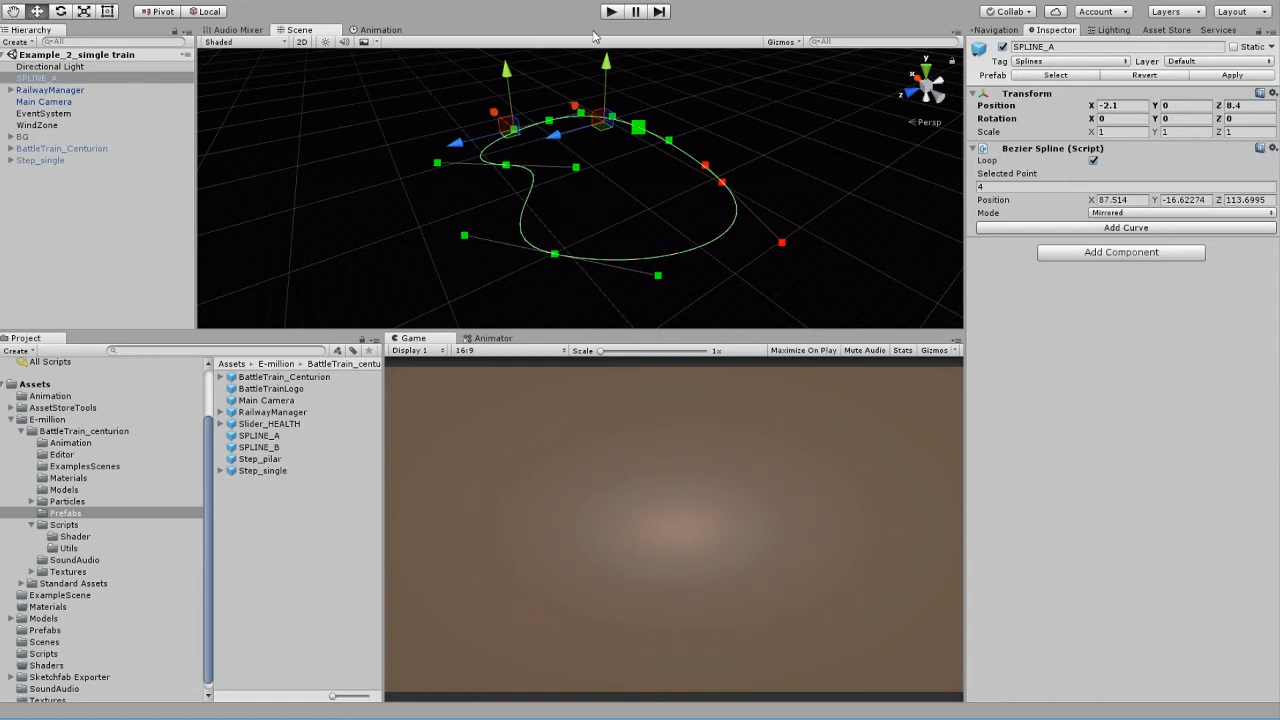 Pivot
Local
Collab
Account
Layers
Layout
Hierarchy
Audio Mixer
Scene
Animation
Navigation
Inspector
Lighting
Asset Store
Services
Create
All
Shaded
2D
Gizmos
All
SPLINE_A
Static
Example_2_simgle train
Directional Light
SPLINE_A
RailwayManager
Main Camera
EventSystem
WindZone
BG
BattleTrain_Centurion
Step_single
y
x
z
Persp
Tag Splines
Layer Default
Prefab Select Revert Apply
Transform
Position X -2.1 Y 0 Z 8.4
Rotation X 0 Y 0 Z 0
Scale X 1 Y 1 Z 1
Bezier Spline (Script)
Loop
Selected Point
4
Position X 87.514 Y -16.62274 Z 113.6995
Mode Mirrored
Add Curve
Add Component
Project
Create
All Scripts
Assets
Animation
AssetStoreTools
E-million
BattleTrain_centurion
Animation
Editor
ExamplesScenes
Materials
Models
Particles
Prefabs
Scripts
Shader
Utils
SoundAudio
Textures
Standard Assets
ExampleScene
Materials
Models
Prefabs
Scenes
Scripts
Shaders
Sketchfab Exporter
SoundAudio
Textures
Assets E-million BattleTrain_centu
BattleTrain_Centurion
BattleTrainLogo
Main Camera
RailwayManager
Slider_HEALTH
SPLINE_A
SPLINE_B
Step_pilar
Step_single
Game
Animator
Display 1
16:9
Scale
1x
Maximize On Play
Mute Audio
Stats
Gizmos